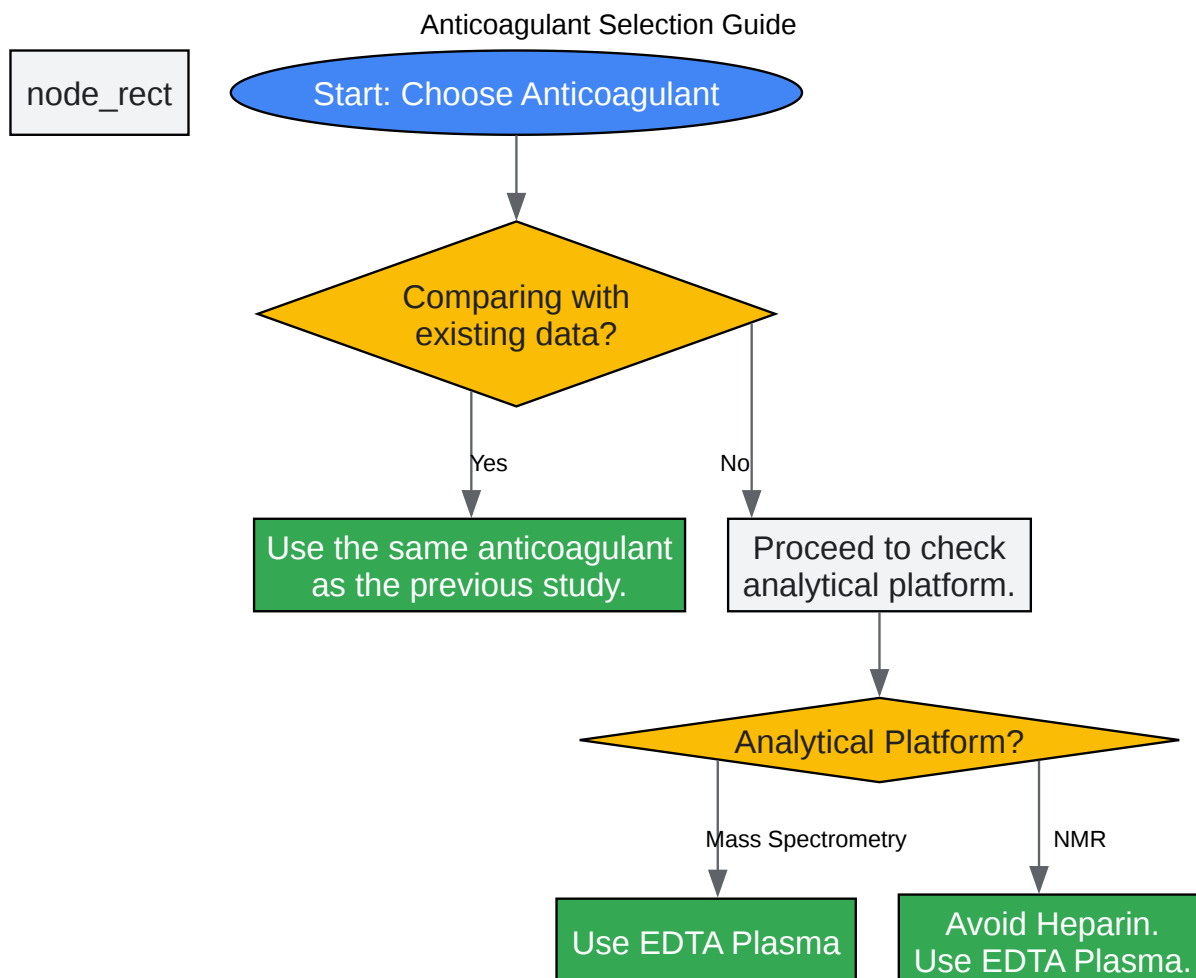 Anticoagulant Selection Guide
node_rect
Start: Choose Anticoagulant
Comparing with
existing data?
Yes
No
Use the same anticoagulant
as the previous study.
Proceed to check
analytical platform.
Analytical Platform?
Mass Spectrometry
NMR
Use EDTA Plasma
Avoid Heparin.
Use EDTA Plasma.